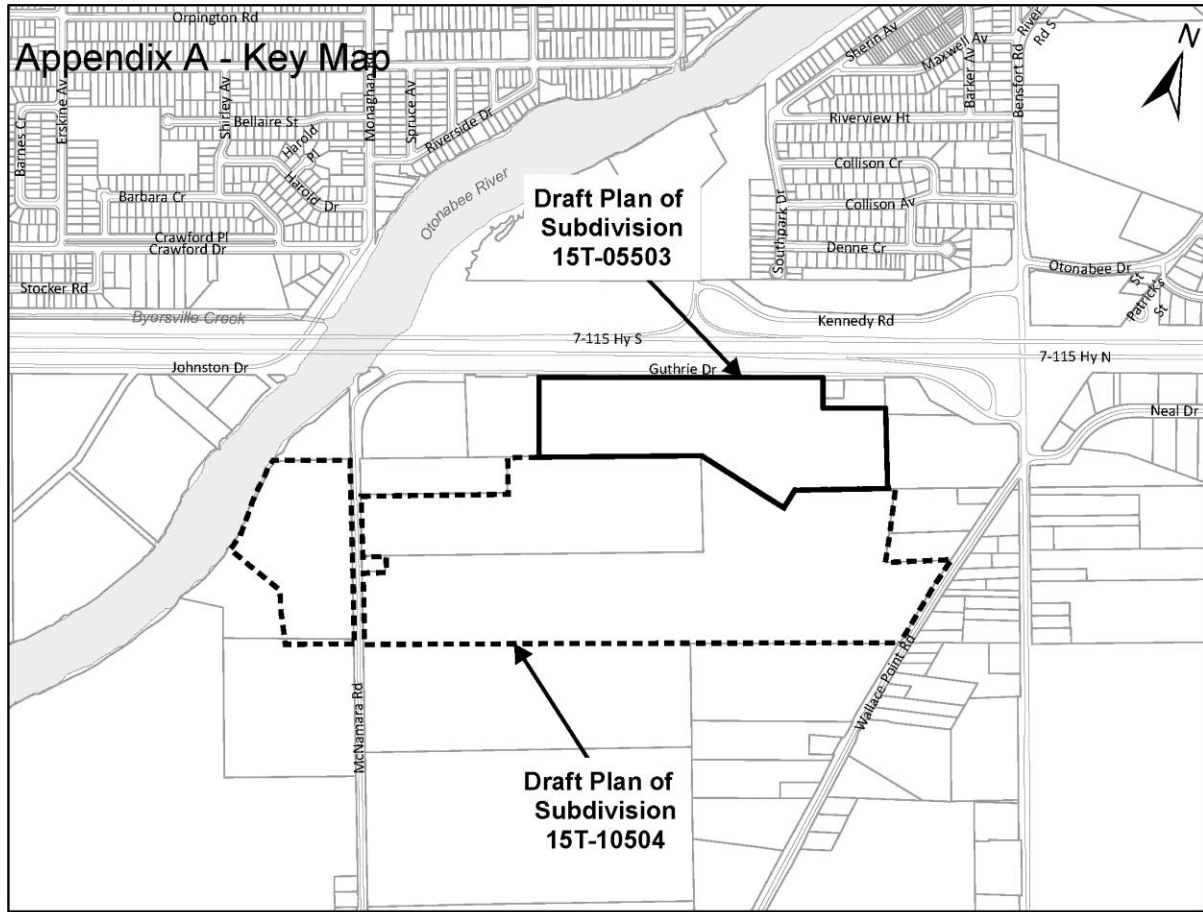 Orpington Rd
Appendix A - Key Map
N
Sherin Av
Maxwell Av
Barker Av
Bensfort Rd
River
Rd S
Barnes Cr
Erskine Av
Shirley Av
Bellaire St
Harold
Pl
Harold Dr
Monaghan Rd
Spruce Av
Riverside Dr
Riverview Ht
Collison Cr
Barbara Cr
Otonabee River
Draft Plan of
Subdivision
15T-05503
Southpark Dr
Collison Av
Crawford Pl
Crawford Dr
Denne Cr
Stocker Rd
Otonabee Dr
St
Patrick's
St
Byersville Creek
Kennedy Rd
7-115 Hy S
7-115 Hy N
Johnston Dr
Guthrie Dr
Neal Dr
McNamara Rd
Wallace Point Rd
Draft Plan of
Subdivision
15T-10504